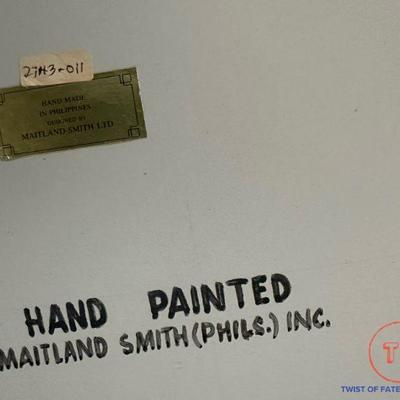 2JH3-011
HAND MADE
IN PHILIPPINES
DESIGNED BY
MAITLAND-SMITH LTD
HAND PAINTED
MAITLAND SMITH (PHILS.) INC.
T
TWIST OF FATE